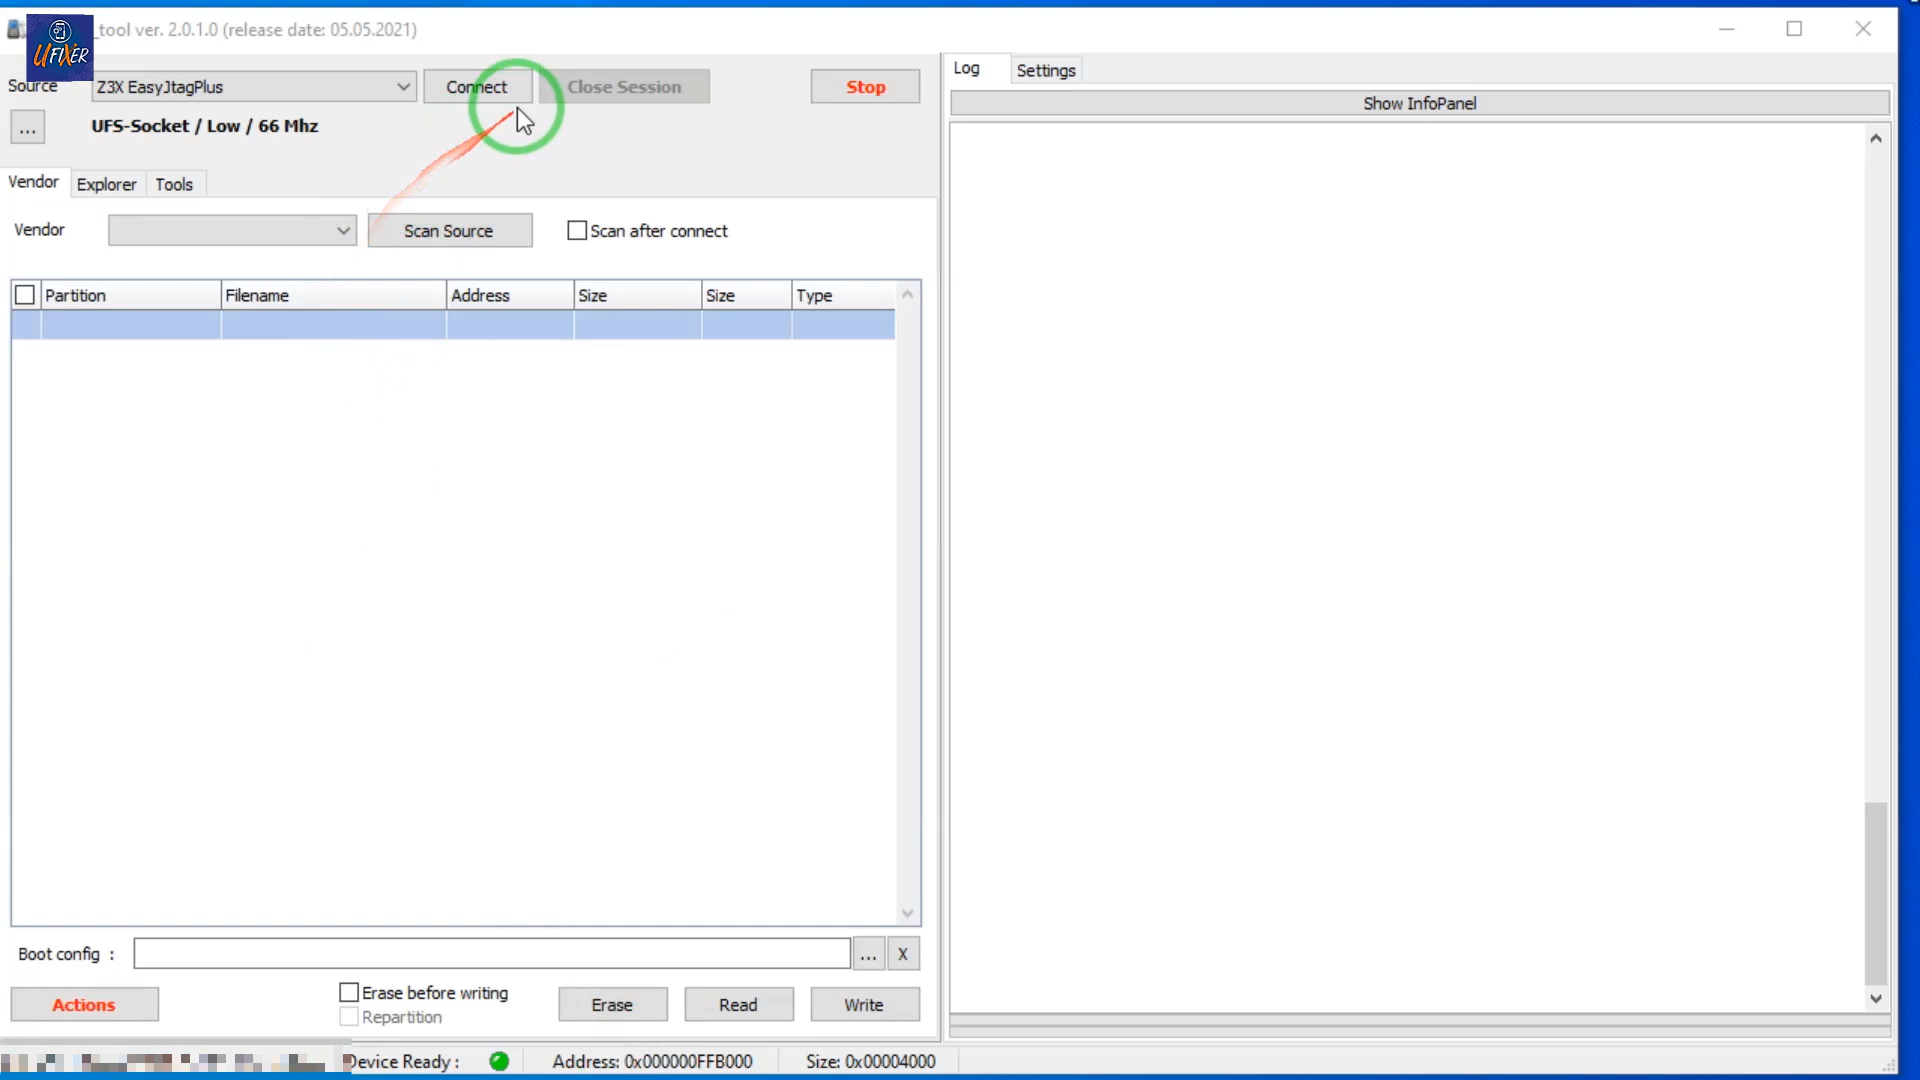 _tool ver. 2.0.1.0 (release date: 05.05.2021)
UFIXER
Source Z3X EasyJtagPlus Connect Close Session Stop
... UFS-Socket / Low / 66 Mhz
Vendor Explorer Tools
Vendor Scan Source Scan after connect
Partition Filename Address Size Size Type
Boot config : ... X
Actions Erase before writing Erase Read Write
Repartition
Device Ready : Address: 0x000000FFB000 Size: 0x00004000
Log Settings
Show InfoPanel